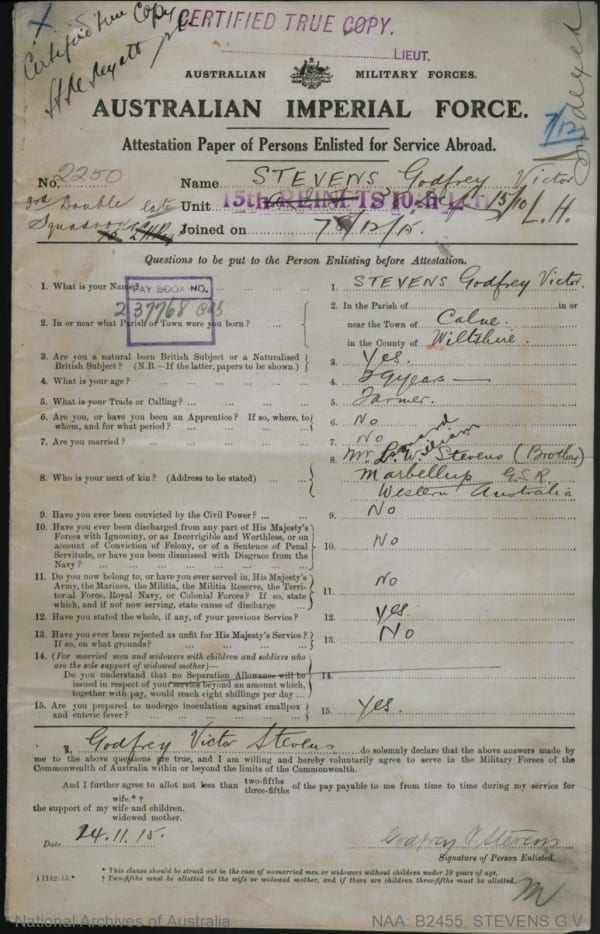 CERTIFIED TRUE COPY.
Certified true Copy
LIEUT.
AUSTRALIAN MILITARY FORCES.
AUSTRALIAN IMPERIAL FORCE.
Attestation Paper of Persons Enlisted for Service Abroad.
7/12
No. 2250 Name STEVENS Godfrey Victor
3rd Double Squadron late Unit 15th REINFTS 10th 15/10 L.H.
Joined on 7/12/15.
Questions to be put to the Person Enlisting before Attestation.
PAY BOOK NO.
237768
1. What is your Name? ... 1. STEVENS Godfrey Victor.
2. In or near what Parish or Town were you born? ... 2. In the Parish of ... in or
near the Town of Calne.
in the County of Wiltshire.
3. Are you a natural born British Subject or a Naturalised
British Subject? (N.B.—If the latter, papers to be shown.) 3. Yes.
4. What is your age? ... 4. 39 years —
5. What is your Trade or Calling? ... 5. Farmer.
6. Are you, or have you been an Apprentice? If so, where, to
whom, and for what period? ... 6. No
7. Are you married? ... 7. No
8. Who is your next of kin? (Address to be stated) ... 8. Mr. L. W. Stevens (Brother)
William
Marbellup G.S.R.
Western Australia
9. Have you ever been convicted by the Civil Power? ... 9. No
10. Have you ever been discharged from any part of His Majesty's
Forces with Ignominy, or as Incorrigible and Worthless, or on
account of Conviction of Felony, or of a Sentence of Penal
Servitude, or have you been Dismissed with Disgrace from the
Navy? ... 10. No
11. Do you now belong to, or have you ever served in, His Majesty's
Army, the Marines, the Militia, the Militia Reserve, the Terri-
torial Force, Royal Navy, or Colonial Forces? If so, state
which, and if not now serving, state cause of discharge ... 11. No
12. Have you stated the whole, if any, of your previous Service? 12. Yes.
13. Have you ever been rejected as unfit for His Majesty's Service?
If so, on what grounds? ... 13. No
14. (For married men and widowers with children and soldiers who
are the sole support of widowed mother)—
Do you understand that no Separation Allowance will be
issued in respect of your service beyond an amount which,
together with pay, would reach eight shillings per day ... 14.
15. Are you prepared to undergo inoculation against smallpox
and enteric fever? ... 15. Yes.
I, Godfrey Victor Stevens do solemnly declare that the above answers made by
me to the above questions are true, and I am willing and hereby voluntarily agree to serve in the Military Forces of the
Commonwealth of Australia within or beyond the limits of the Commonwealth.
And I further agree to allot not less than two-fifths three-fifths of the pay payable to me from time to time during my service for
wife.* †
the support of my wife and children.
widowed mother.
Date 24.11.15.
Godfrey V. Stevens
Signature of Person Enlisted.
* This clause should be struck out in the case of unmarried men or widowers without children under 18 years of age.
† Two-fifths must be allotted to the wife or widowed mother, and if there are children three-fifths must be allotted.
National Archives of Australia
NAA: B2455, STEVENS G V